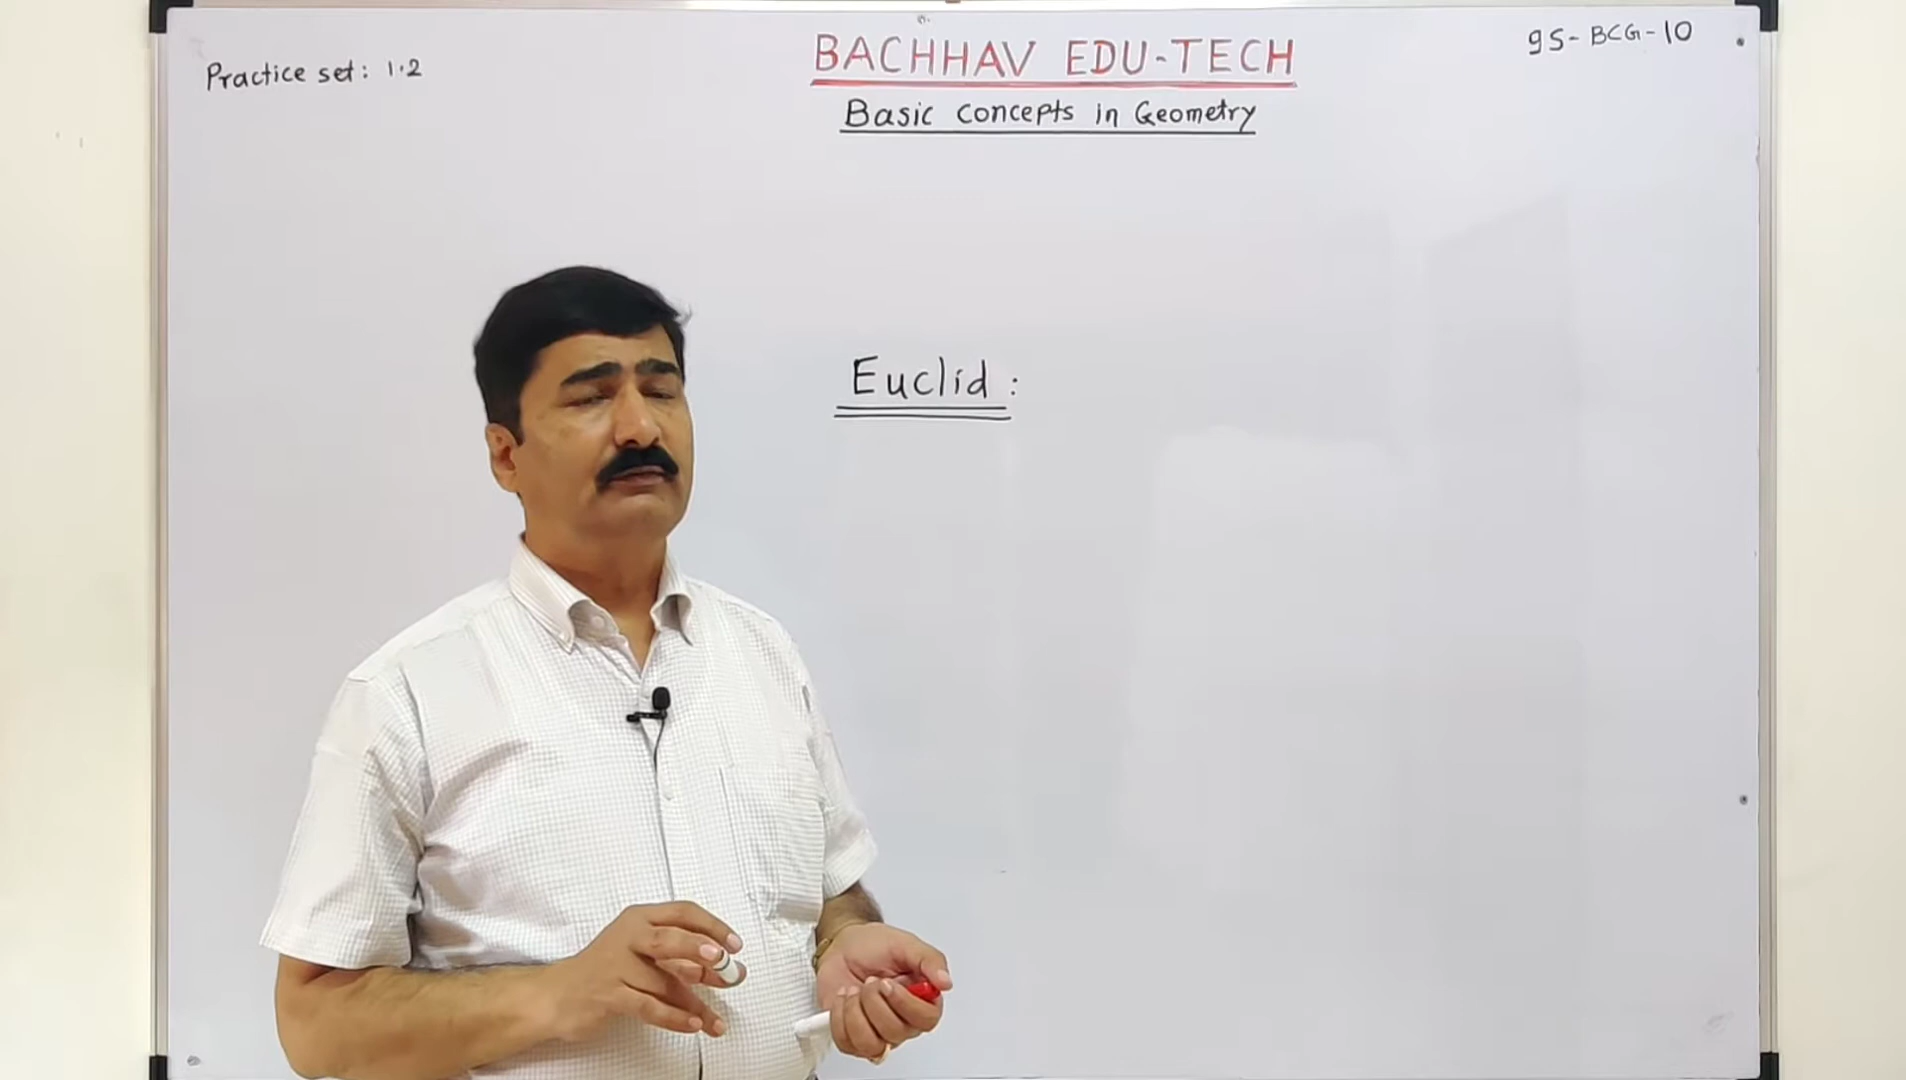 Practice set: 1.2
BACHHAV EDU-TECH
9S-BCG-10
Basic Concepts in Geometry
Euclid: